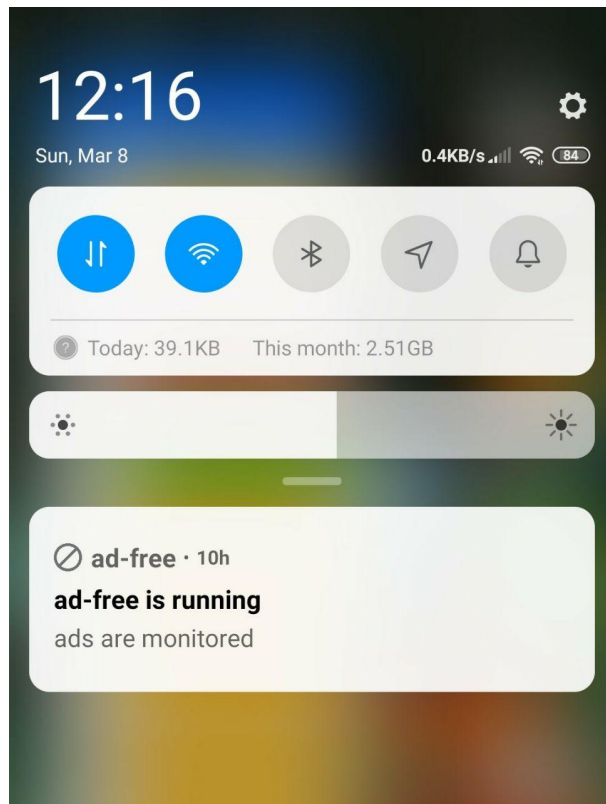 12:16
Sun, Mar 8 0.4KB/s 84
? Today: 39.1KB This month: 2.51GB
ad-free · 10h
ad-free is running
ads are monitored